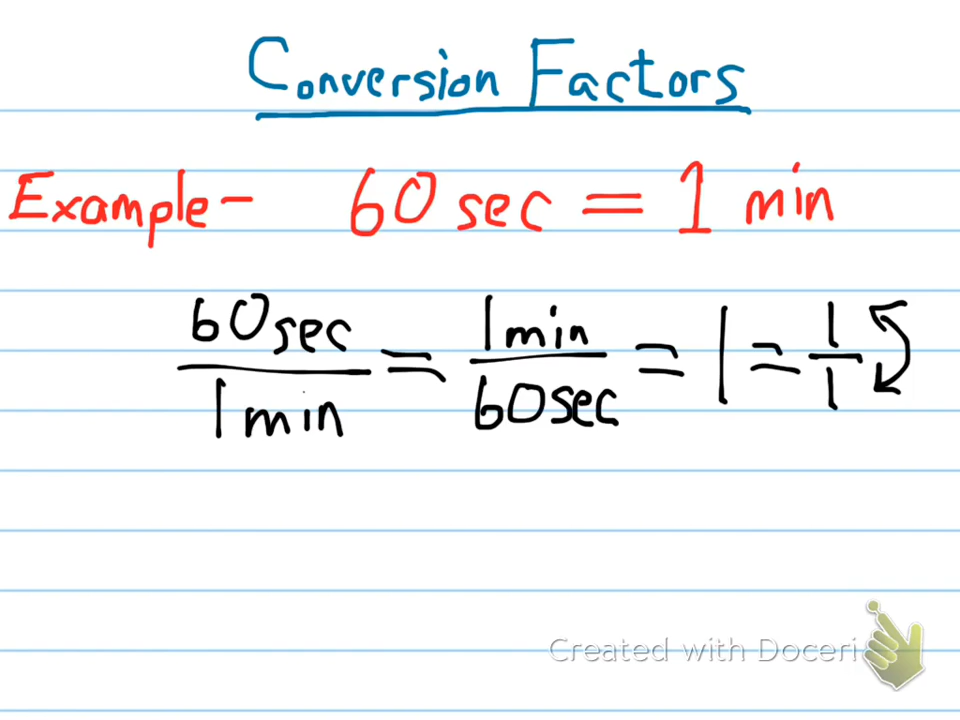 Conversion Factors
Example- 60 sec = 1 min
60sec/1min = 1min/60sec = 1 = 1/1
Created with Doceri